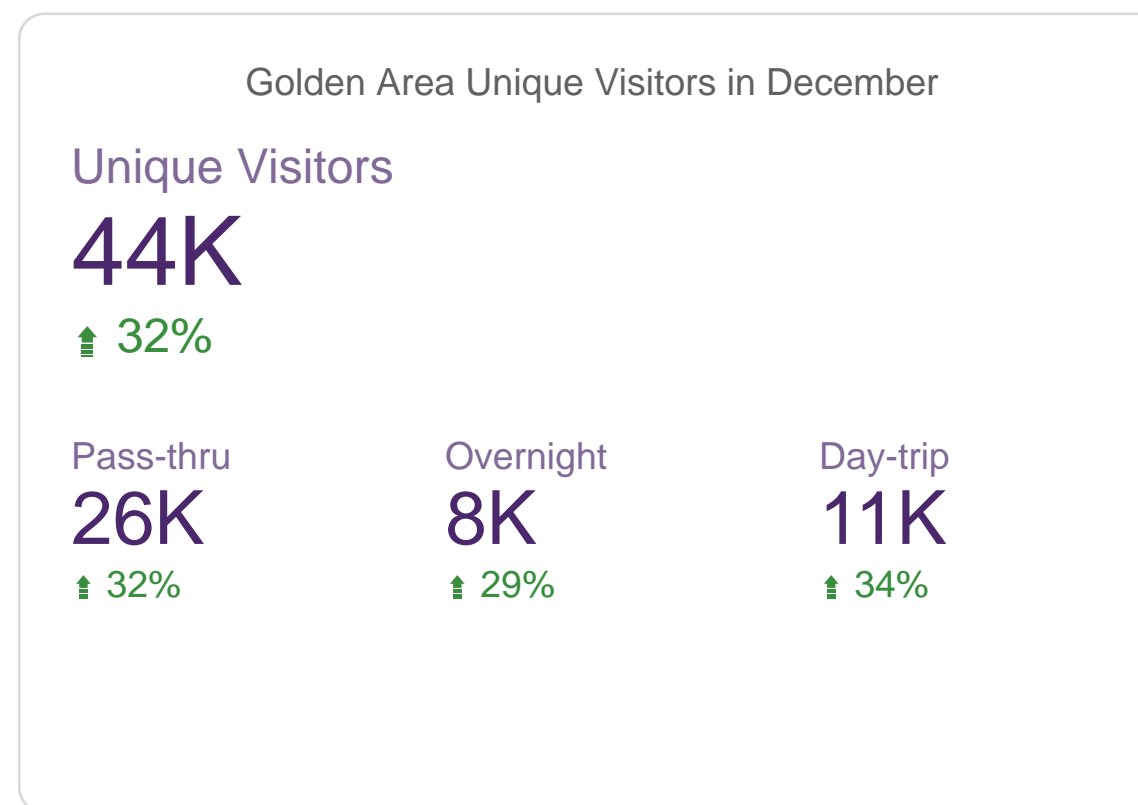 Golden Area Unique Visitors in December
Unique Visitors
44K
32%
Pass-thru Overnight Day-trip
26K 8K 11K
32% 29% 34%